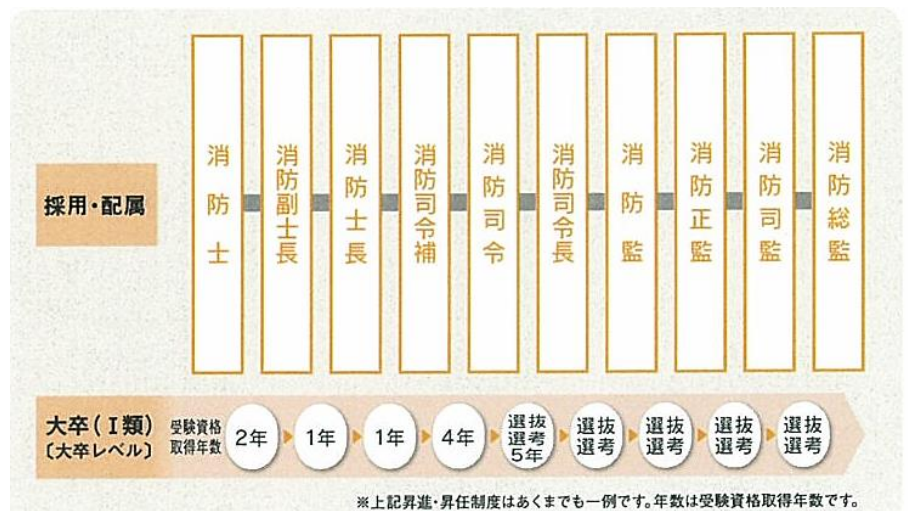 採用・配属
消防士
消防副士長
消防士長
消防司令補
消防司令
消防司令長
消防監
消防正監
消防司監
消防総監
大卒(Ⅰ類)
〔大卒レベル〕
受験資格
取得年数
2年
1年
1年
4年
選抜
選考
5年
選抜
選考
選抜
選考
選抜
選考
選抜
選考
※上記昇進・昇任制度はあくまでも一例です。年数は受験資格取得年数です。